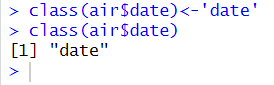 > class(air$date)<-'date'
> class(air$date)
[1] "date"
>